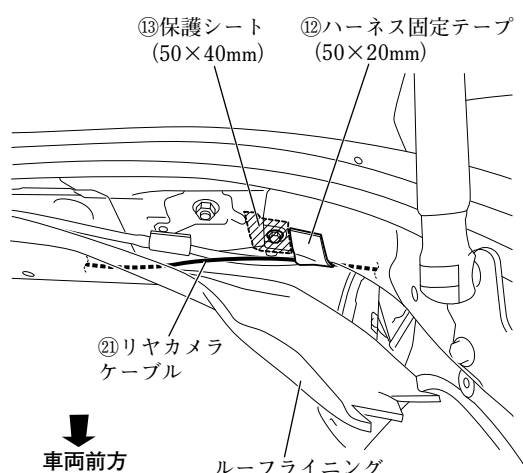 ⑬保護シート
(50×40mm)
⑫ハーネス固定テープ
(50×20mm)
㉑リヤカメラ
ケーブル
車両前方
ルーフライニング